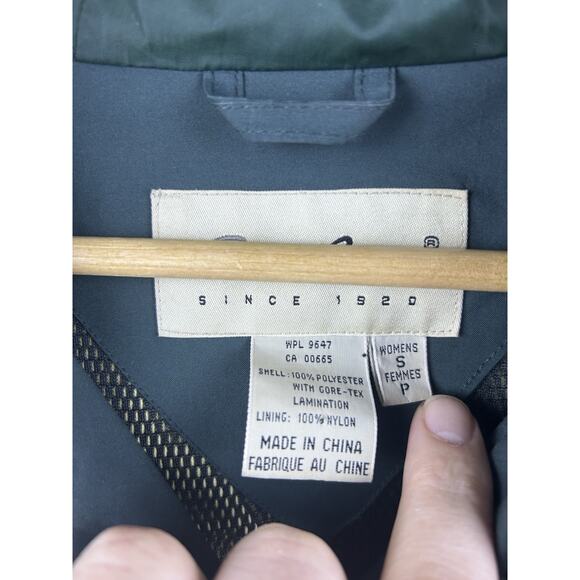 ®
SINCE 1920
WPL 9647
CA 00665
SHELL: 100% POLYESTER
WITH GORE-TEX
LAMINATION
LINING: 100% NYLON
MADE IN CHINA
FABRIQUE AU CHINE
WOMENS
S
FEMMES
P